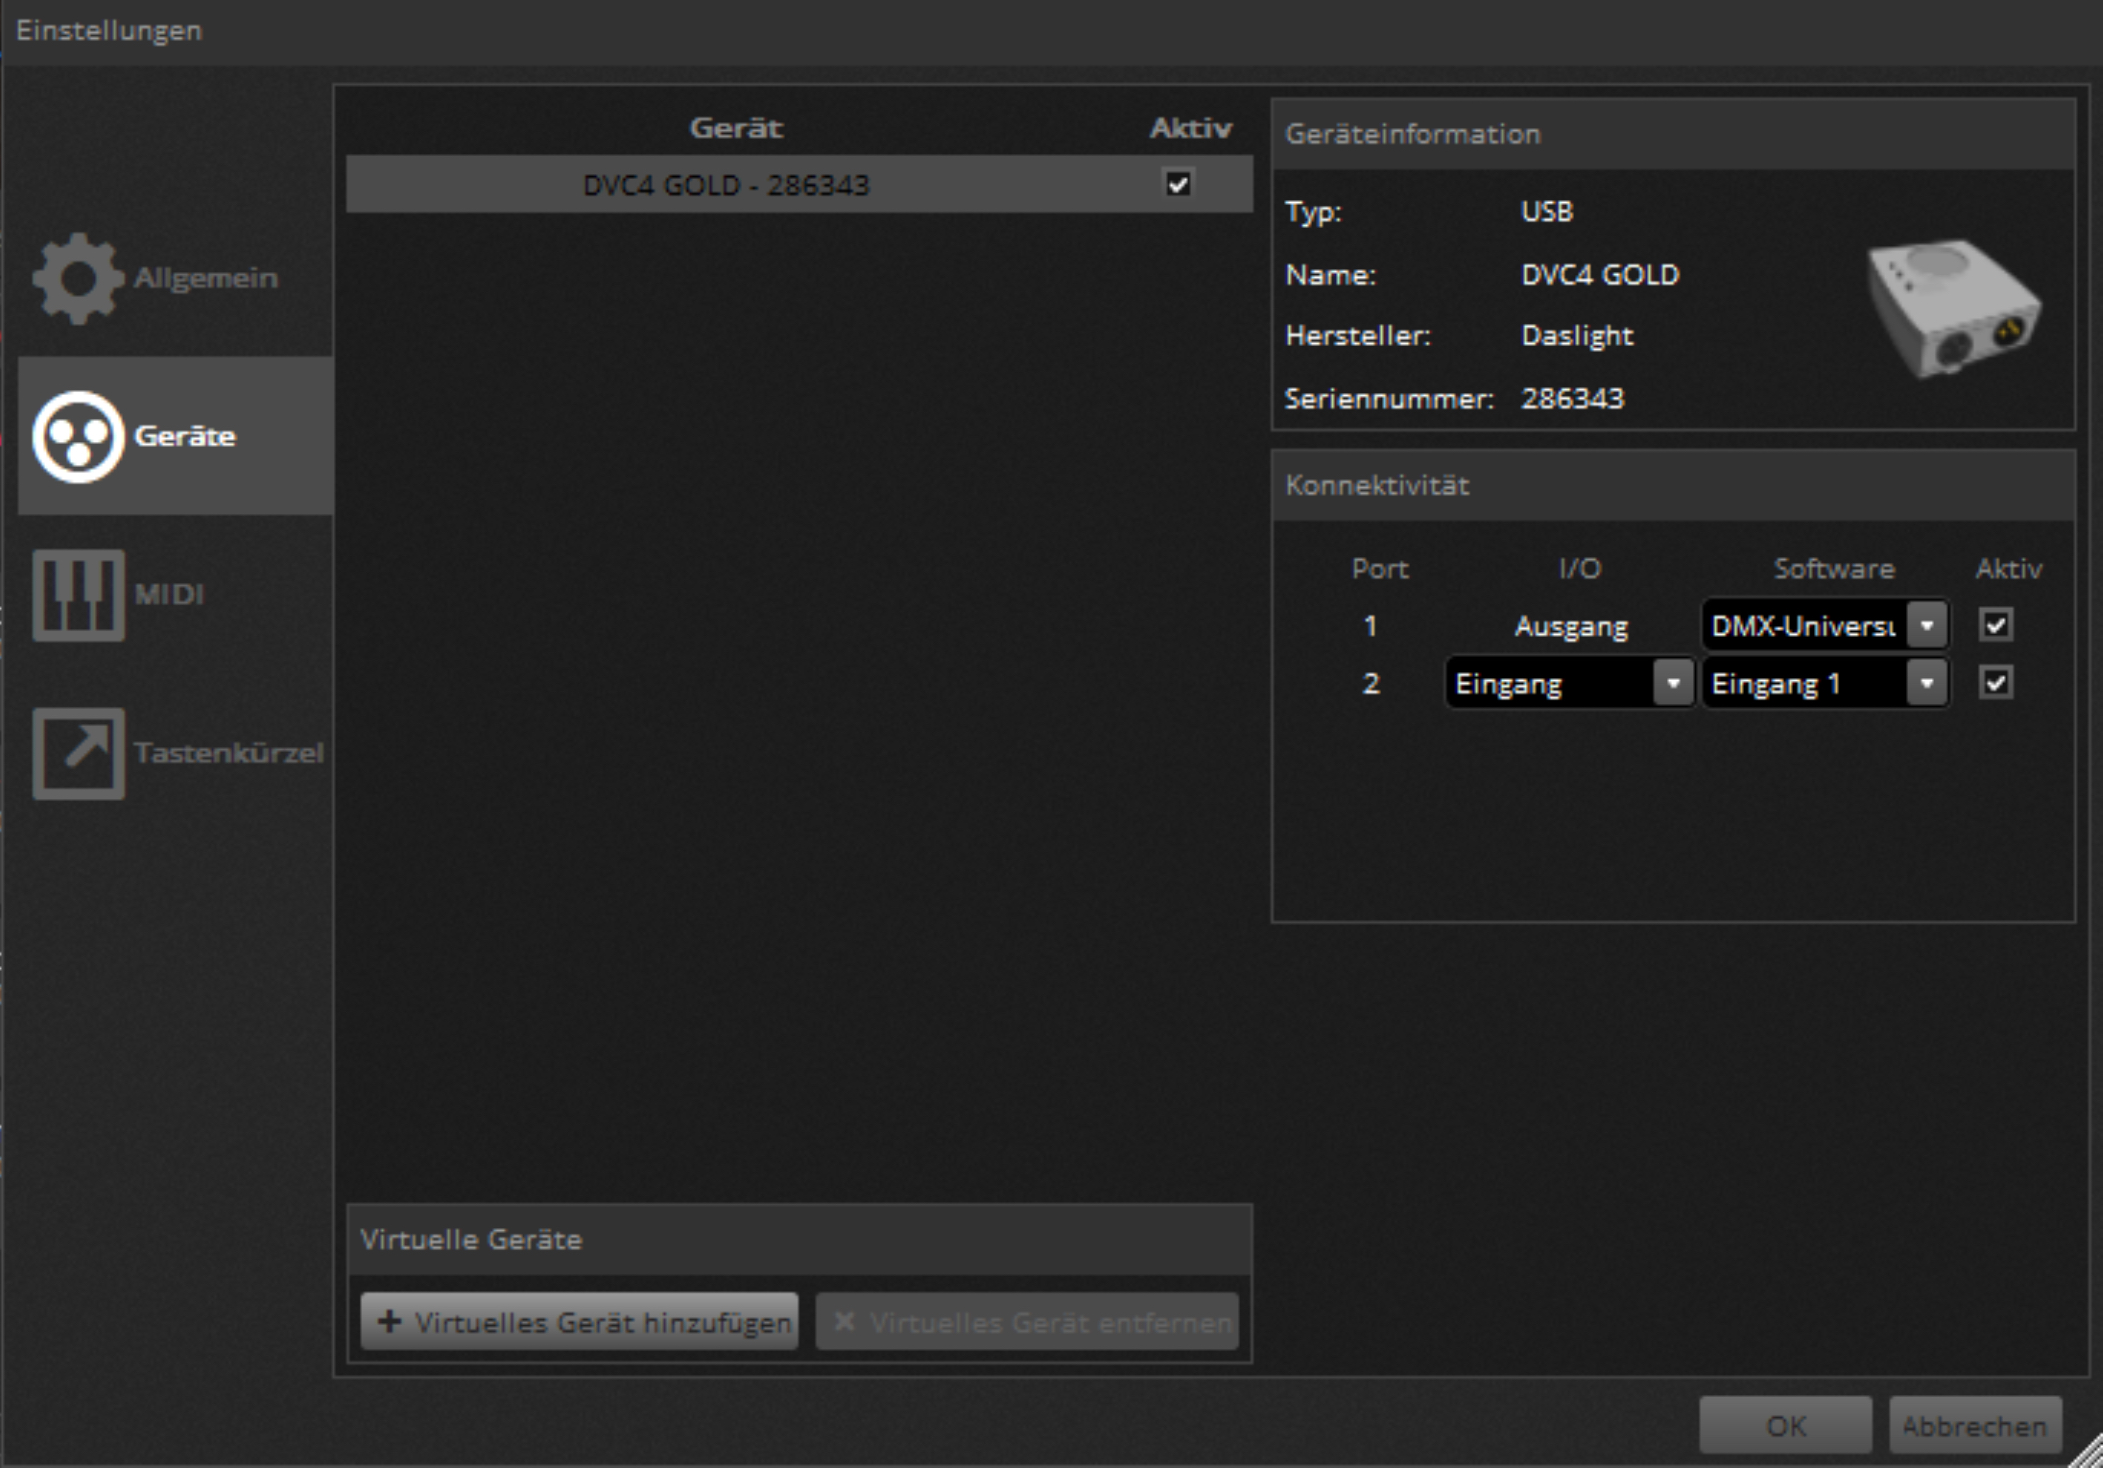 Einstellungen
Allgemein
Geräte
MIDI
Tastenkürzel
Gerät Aktiv
DVC4 GOLD - 286343
Virtuelle Geräte
Virtuelles Gerät hinzufügen
Virtuelles Gerät entfernen
Geräteinformation
Typ: USB
Name: DVC4 GOLD
Hersteller: Daslight
Seriennummer: 286343
Konnektivität
Port I/O Software Aktiv
1 Ausgang DMX-Universu
2 Eingang Eingang 1
OK Abbrechen